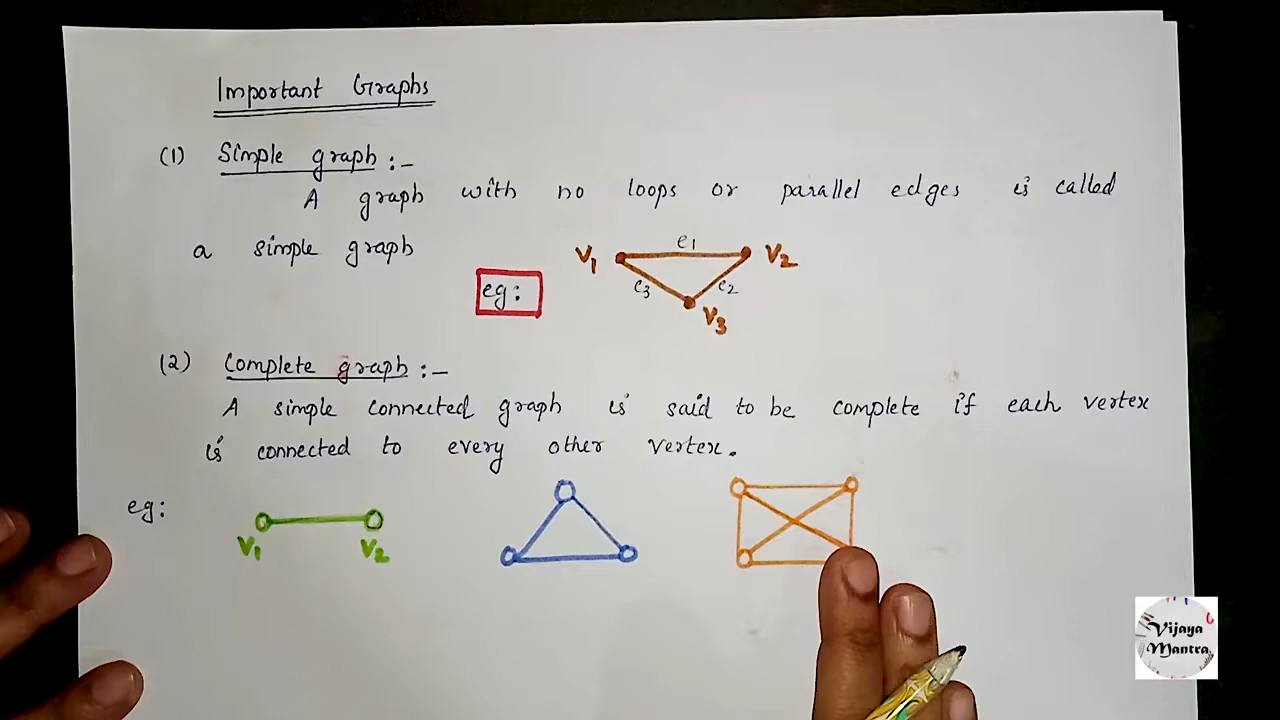 Important Graphs
(1) Simple graph :-
A graph with no loops or parallel edges is called
a simple graph
eg:
V1 e1 V2
e3 e2
V3
(2) Complete graph :-
A simple connected graph is said to be complete if each vertex
is connected to every other vertex.
eg:
V1 V2
Vijaya
Mantra